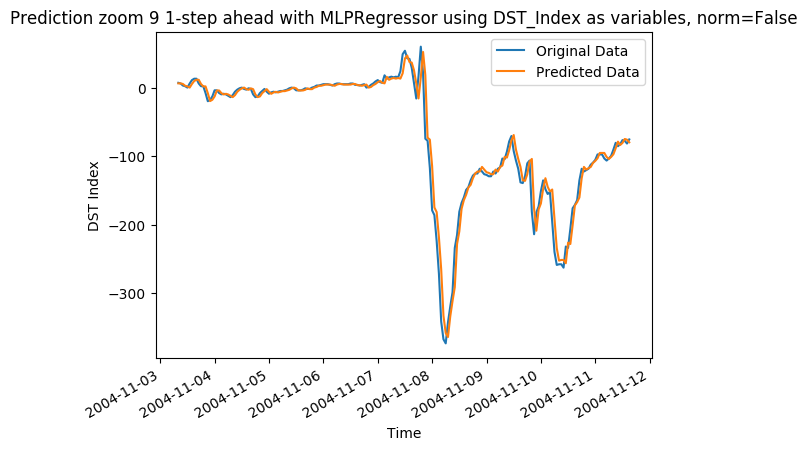 Prediction zoom 9 1-step ahead with MLPRegressor using DST_Index as variables, norm=False
Original Data
Predicted Data
0
−100
−200
−300
DST Index
2004-11-03
2004-11-04
2004-11-05
2004-11-06
2004-11-07
2004-11-08
2004-11-09
2004-11-10
2004-11-11
2004-11-12
Time